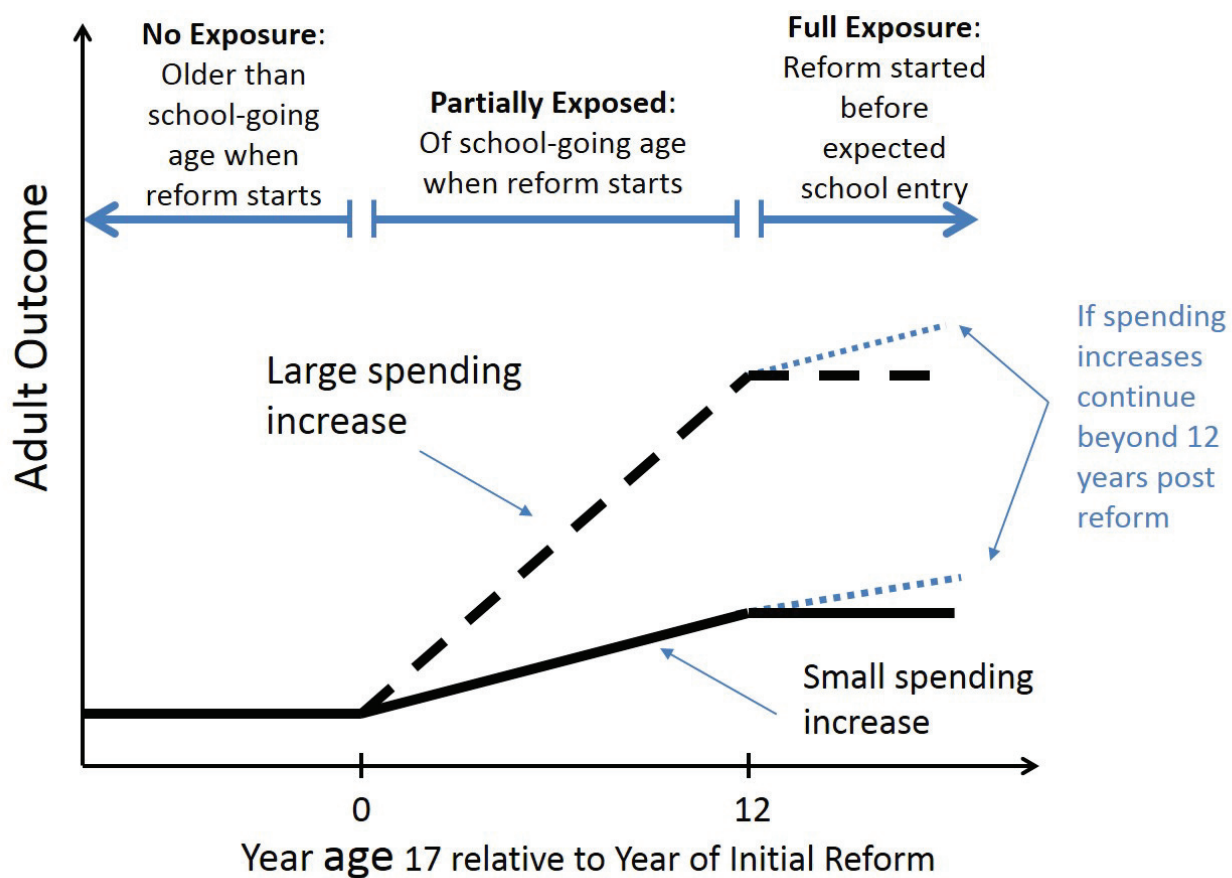 No Exposure:
Older than
school-going
age when
reform starts
Partially Exposed:
Of school-going age
when reform starts
Full Exposure:
Reform started
before
expected
school entry
Adult Outcome
Large spending
increase
If spending
increases
continue
beyond 12
years post
reform
Small spending
increase
0
12
Year age 17 relative to Year of Initial Reform